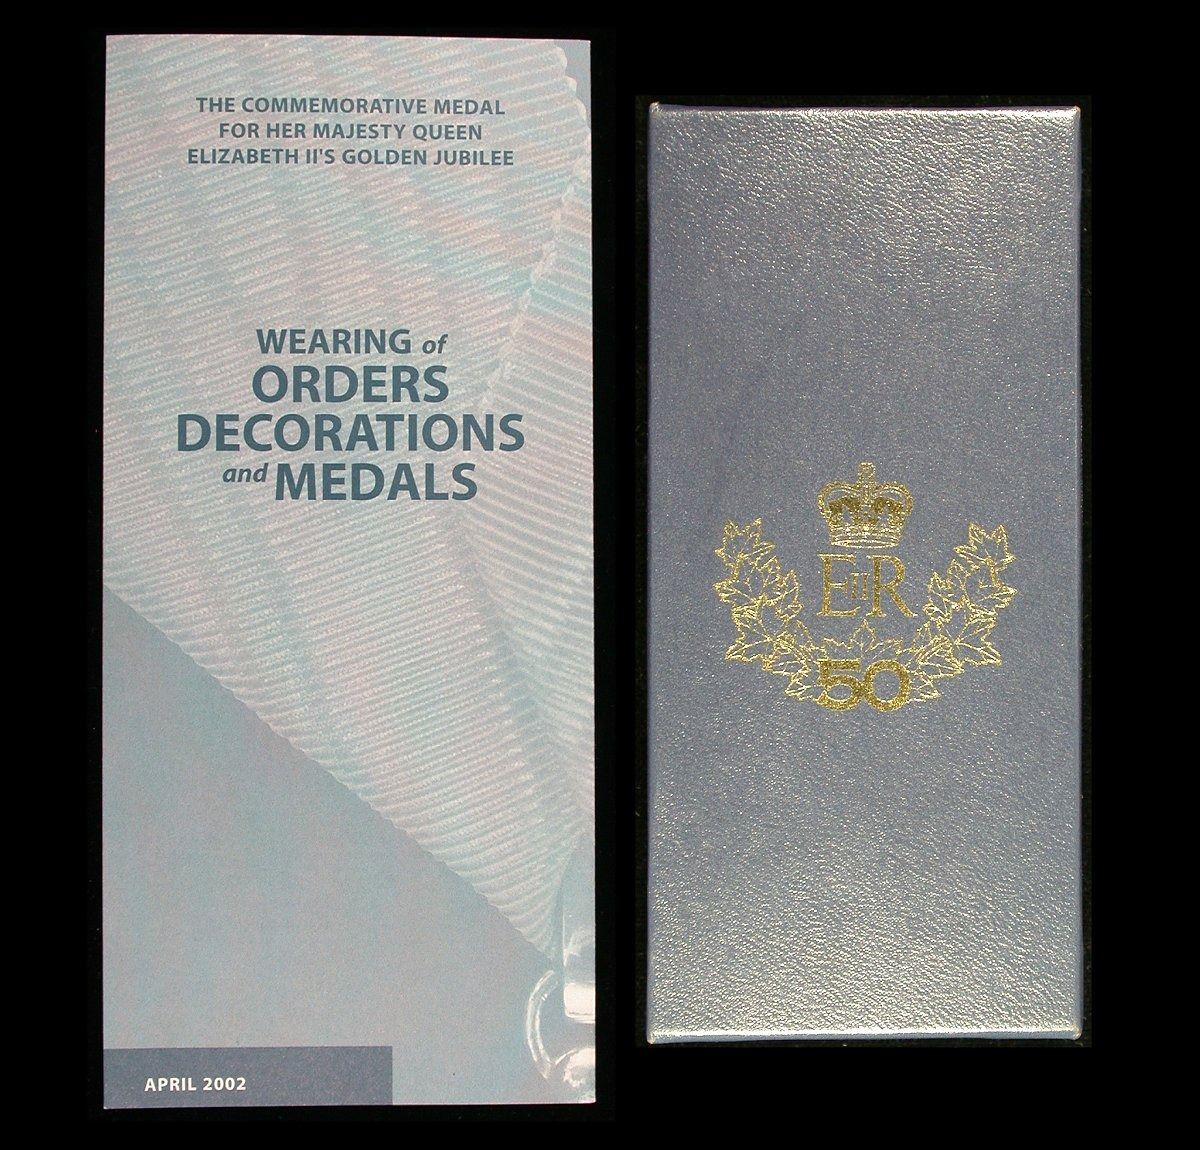 THE COMMEMORATIVE MEDAL
FOR HER MAJESTY QUEEN
ELIZABETH II'S GOLDEN JUBILEE
WEARING of
ORDERS
DECORATIONS
and MEDALS
APRIL 2002
EIIR
50